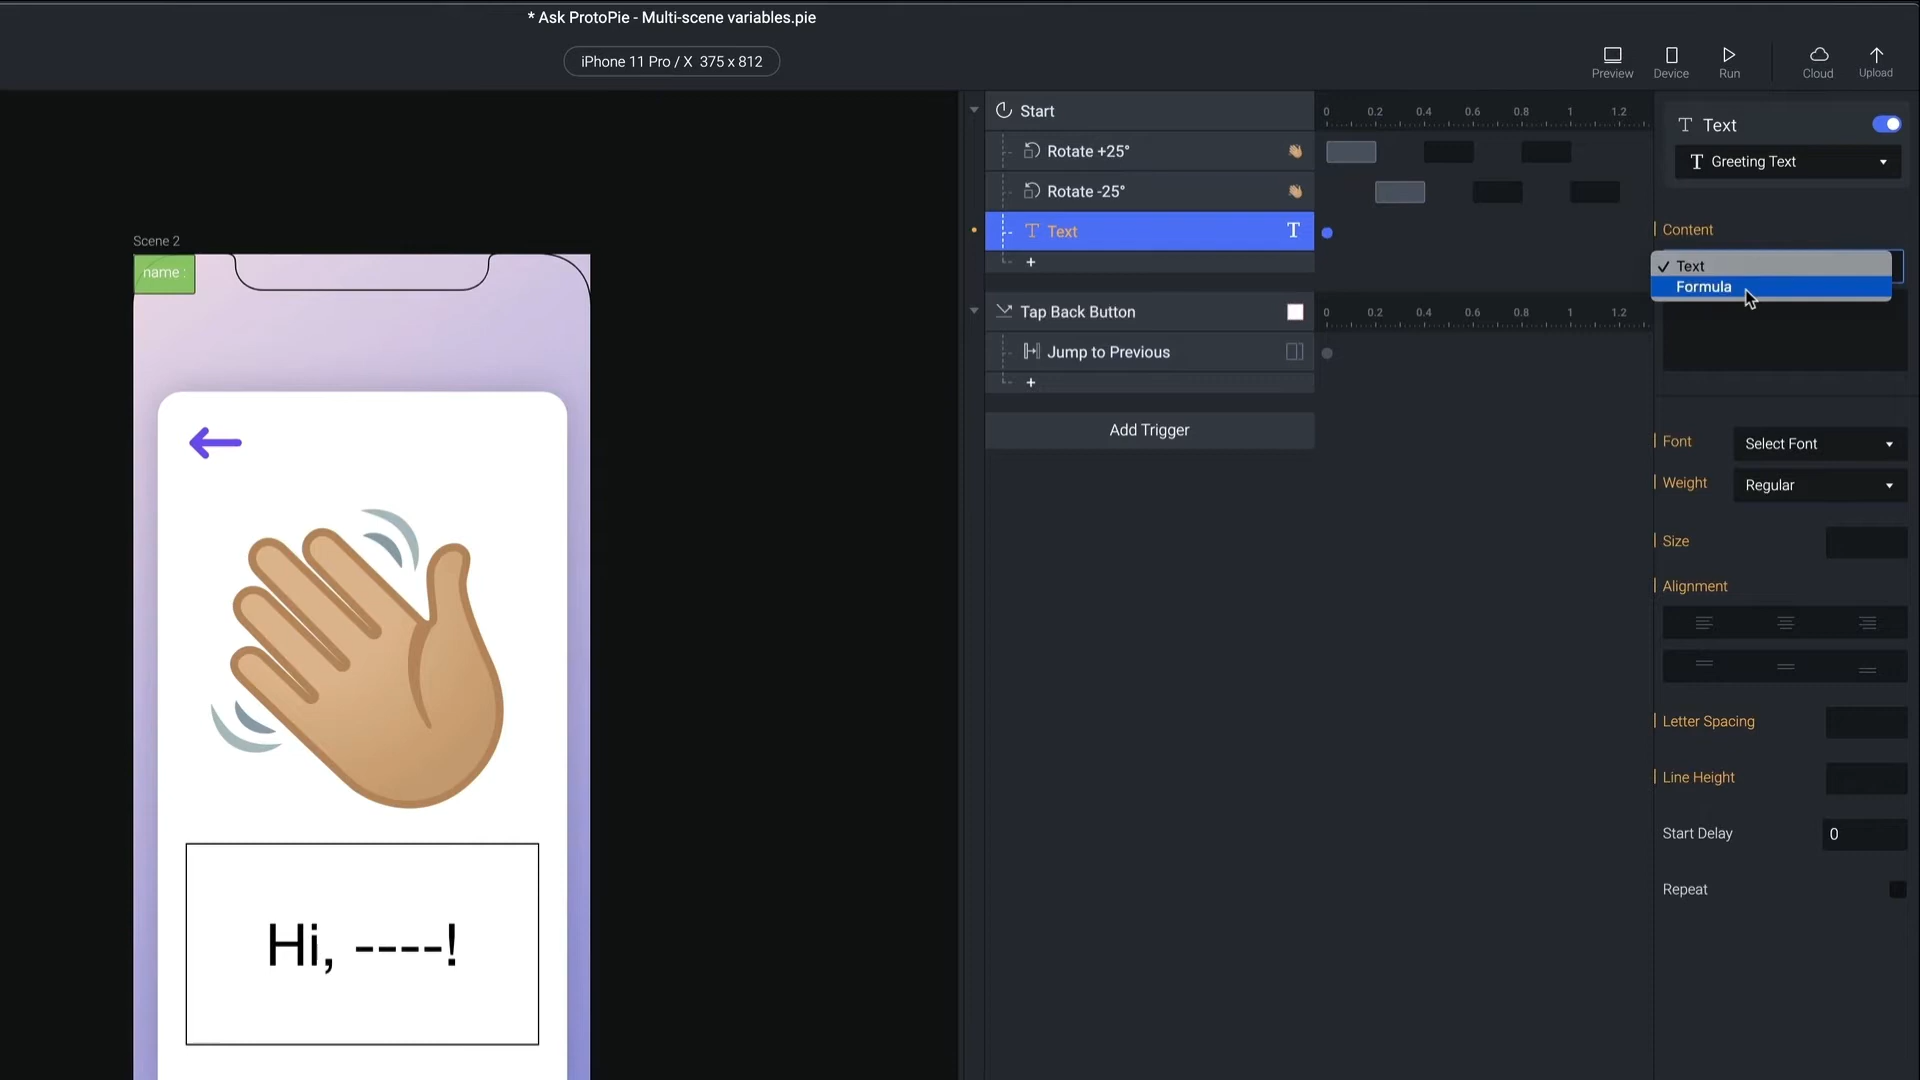 * Ask ProtoPie - Multi-scene variables.pie
iPhone 11 Pro / X 375 x 812
Preview
Device
Run
Cloud
Upload
Start
0 0.2 0.4 0.6 0.8 1 1.2
Rotate +25°
Rotate -25°
Text
T
+
Tap Back Button
0 0.2 0.4 0.6 0.8 1 1.2
Jump to Previous
+
Add Trigger
Scene 2
name :
Hi, ----!
T Text
T Greeting Text
Content
✓ Text
Formula
Font
Select Font
Weight
Regular
Size
Alignment
Letter Spacing
Line Height
Start Delay
0
Repeat